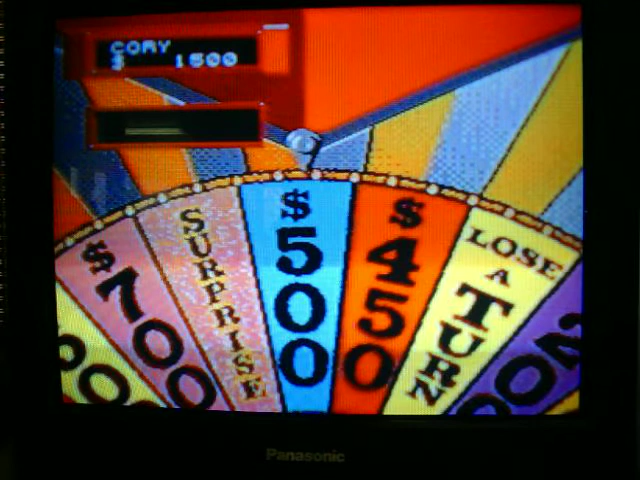 CORY
$ 1500
$700
SURPRISE
$500
$450
LOSE
A
TURN
Panasonic